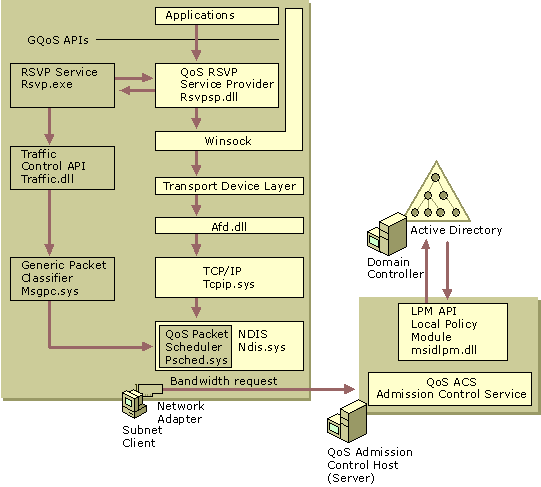 Applications
GQoS APIs
RSVP Service
Rsvp.exe
QoS RSVP
Service Provider
Rsvpsp.dll
Winsock
Traffic
Control API
Traffic.dll
Transport Device Layer
Afd.dll
Generic Packet
Classifier
Msgpc.sys
TCP/IP
Tcpip.sys
QoS Packet
Scheduler
Psched.sys
NDIS
Ndis.sys
Bandwidth request
Network
Adapter
Subnet
Client
Active Directory
Domain
Controller
LPM API
Local Policy
Module
msidlpm.dll
QoS ACS
Admission Control Service
QoS Admission
Control Host
(Server)